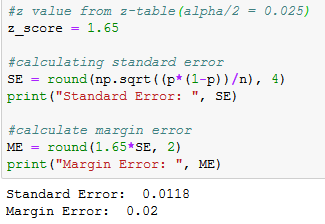 #z value from z-table(alpha/2 = 0.025)
z_score = 1.65
#calculating standard error
SE = round(np.sqrt((p*(1-p))/n), 4)
print("Standard Error: ", SE)
#calculate margin error
ME = round(1.65*SE, 2)
print("Margin Error: ", ME)
Standard Error:  0.0118
Margin Error:  0.02